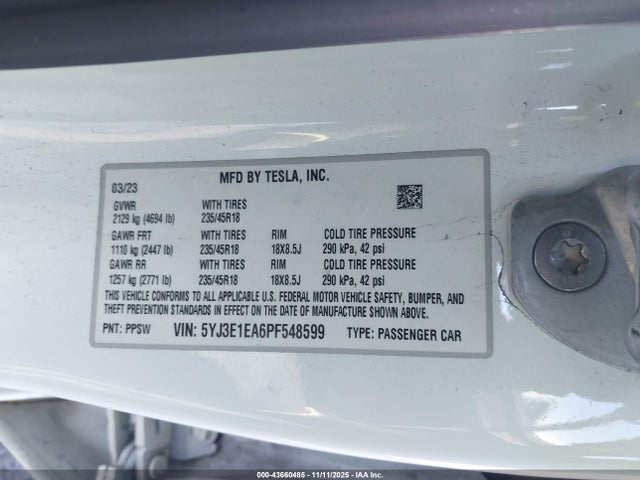 MFD BY TESLA, INC.
03/23
GVWR WITH TIRES
2129 kg (4694 lb) 235/45R18
GAWR FRT WITH TIRES RIM COLD TIRE PRESSURE
1110 kg (2447 lb) 235/45R18 18X8.5J 290 kPa, 42 psi
GAWR RR WITH TIRES RIM COLD TIRE PRESSURE
1257 kg (2771 lb) 235/45R18 18X8.5J 290 kPa, 42 psi
THIS VEHICLE CONFORMS TO ALL APPLICABLE U.S. FEDERAL MOTOR VEHICLE SAFETY, BUMPER, AND
THEFT PREVENTION STANDARDS IN EFFECT ON THE DATE OF MANUFACTURE SHOWN ABOVE.
PNT: PPSW VIN: 5YJ3E1EA6PF548599 TYPE: PASSENGER CAR
000-43660485 - 11/11/2025 - IAA Inc.